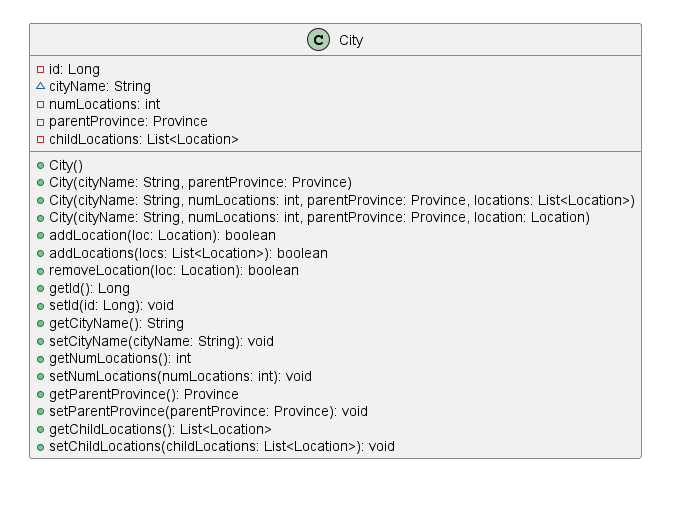 C City
id: Long
cityName: String
numLocations: int
parentProvince: Province
childLocations: List<Location>
City()
City(cityName: String, parentProvince: Province)
City(cityName: String, numLocations: int, parentProvince: Province, locations: List<Location>)
City(cityName: String, numLocations: int, parentProvince: Province, location: Location)
addLocation(loc: Location): boolean
addLocations(locs: List<Location>): boolean
removeLocation(loc: Location): boolean
getId(): Long
setId(id: Long): void
getCityName(): String
setCityName(cityName: String): void
getNumLocations(): int
setNumLocations(numLocations: int): void
getParentProvince(): Province
setParentProvince(parentProvince: Province): void
getChildLocations(): List<Location>
setChildLocations(childLocations: List<Location>): void